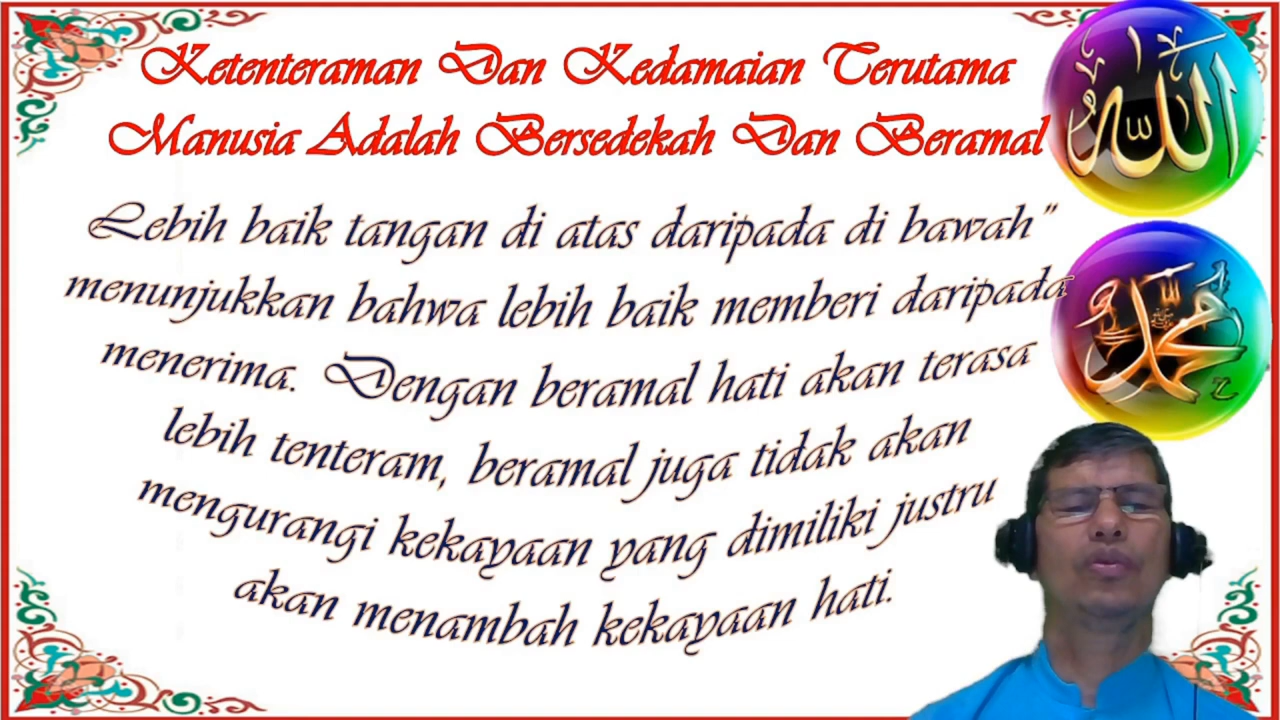 Ketenteraman Dan Kedamaian Terutama
Manusia Adalah Bersedekah Dan Beramal
Lebih baik tangan di atas daripada di bawah"
menunjukkan bahwa lebih baik memberi daripada
menerima. Dengan beramal hati akan terasa
lebih tenteram, beramal juga tidak akan
mengurangi kekayaan yang dimiliki justru
akan menambah kekayaan hati.
الله
محمد